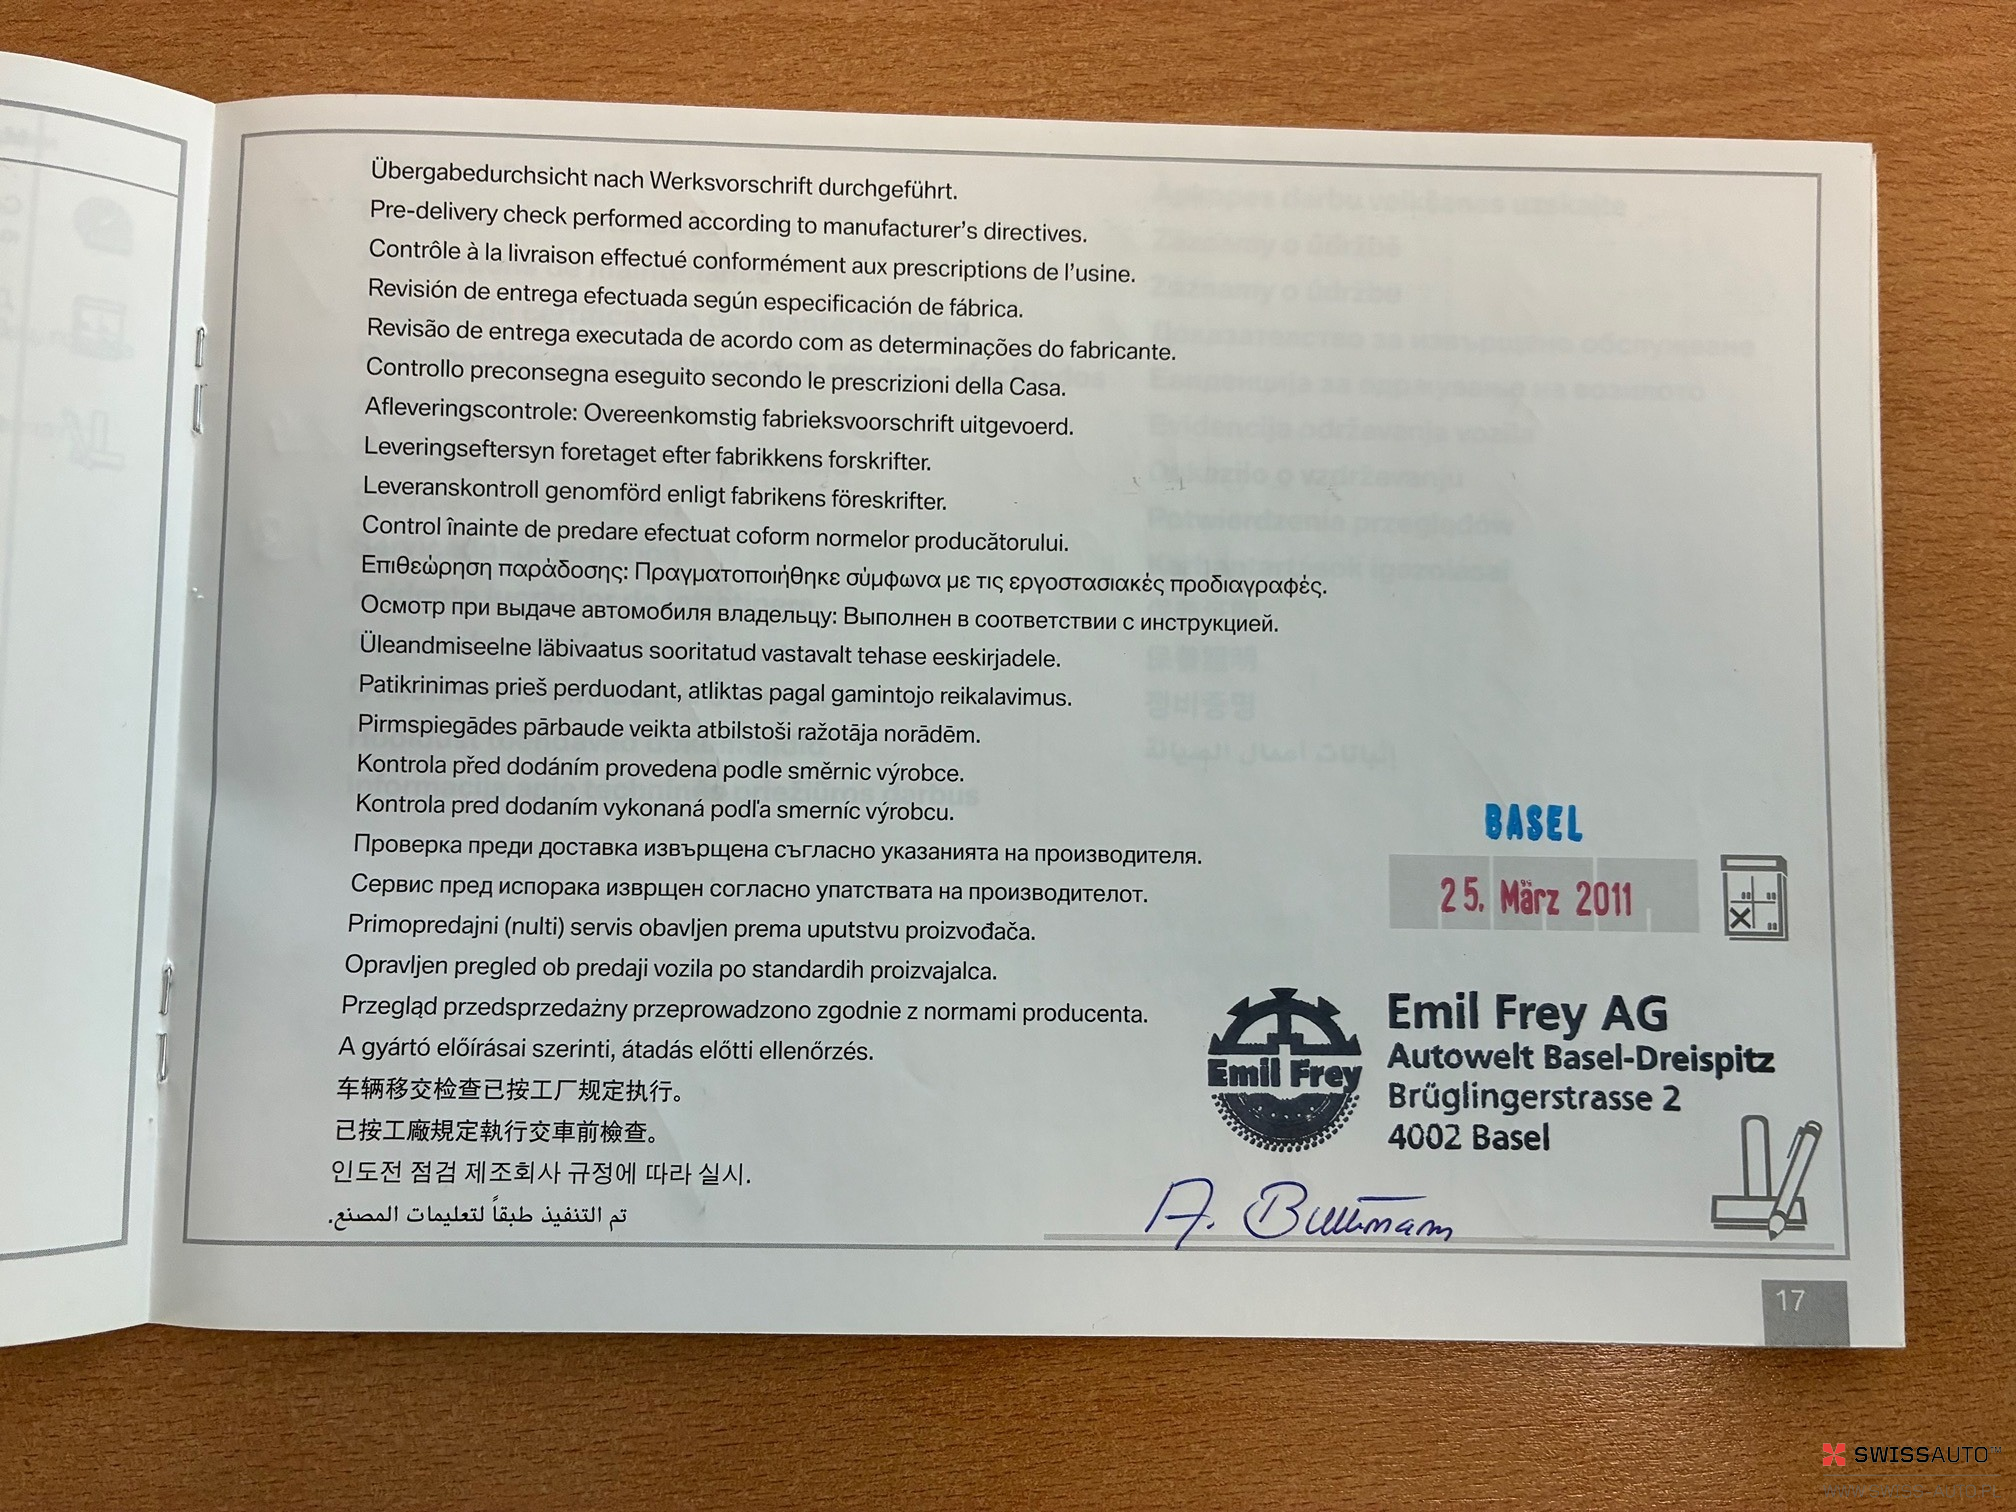 Übergabedurchsicht nach Werksvorschrift durchgeführt.
Pre-delivery check performed according to manufacturer's directives.
Contrôle à la livraison effectué conformément aux prescriptions de l'usine.
Revisión de entrega efectuada según especificación de fábrica.
Revisão de entrega executada de acordo com as determinações do fabricante.
Controllo preconsegna eseguito secondo le prescrizioni della Casa.
Afleveringscontrole: Overeenkomstig fabrieksvoorschrift uitgevoerd.
Leveringseftersyn foretaget efter fabrikkens forskrifter.
Leveranskontroll genomförd enligt fabrikens föreskrifter.
Control înainte de predare efectuat coform normelor producătorului.
Επιθεώρηση παράδοσης: Πραγματοποιήθηκε σύμφωνα με τις εργοστασιακές προδιαγραφές.
Осмотр при выдаче автомобиля владельцу: Выполнен в соответствии с инструкцией.
Üleandmiseelne läbivaatus sooritatud vastavalt tehase eeskirjadele.
Patikrinimas prieš perduodant, atliktas pagal gamintojo reikalavimus.
Pirmspiegādes pārbaude veikta atbilstoši ražotāja norādēm.
Kontrola před dodáním provedena podle směrnic výrobce.
Kontrola pred dodaním vykonaná podľa smerníc výrobcu.
Проверка преди доставка извърщена съгласно указанията на производителя.
Сервис пред испорака изврщен согласно упатствата на производителот.
Primopredajni (nulti) servis obavljen prema uputstvu proizvođača.
Opravljen pregled ob predaji vozila po standardih proizvajalca.
Przegląd przedsprzedażny przeprowadzono zgodnie z normami producenta.
A gyártó előírásai szerinti, átadás előtti ellenőrzés.
车辆移交检查已按工厂规定执行。
已按工廠規定執行交車前檢查。
인도전 점검 제조회사 규정에 따라 실시.
تم التنفيذ طبقاً لتعليمات المصنع.
BASEL
25. März 2011
Emil Frey
Emil Frey AG
Autowelt Basel-Dreispitz
Brüglingerstrasse 2
4002 Basel
A.
17
SWISSAUTO